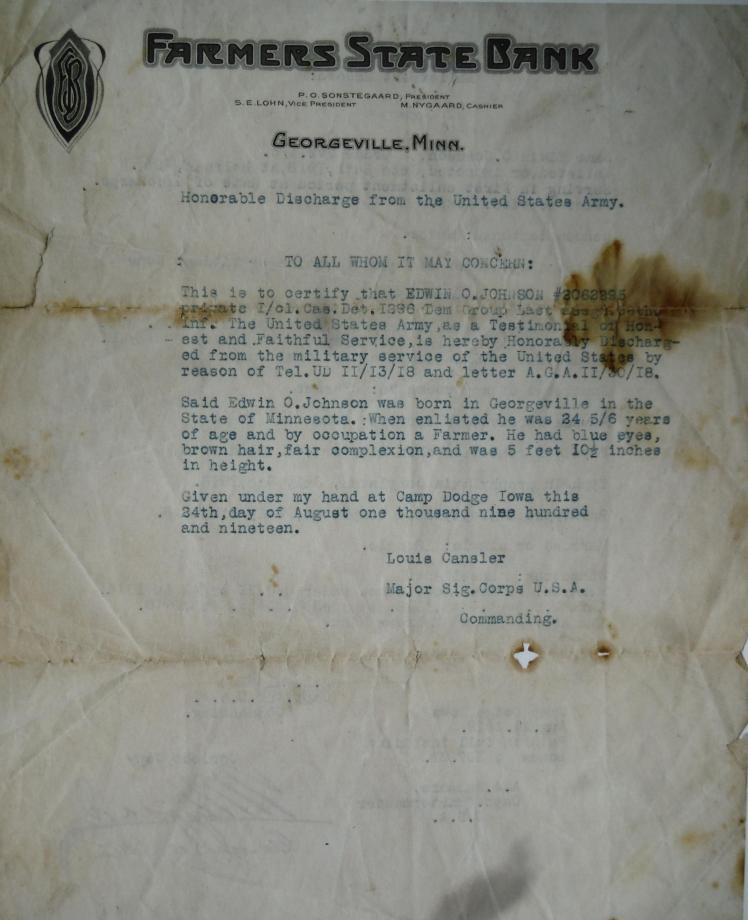 FARMERS STATE BANK
P. O. SONSTEGAARD, PRESIDENT
S. E. LOHN, VICE PRESIDENT M. NYGAARD, CASHIER
GEORGEVILLE, MINN.
Honorable Discharge from the United States Army.
TO ALL WHOM IT MAY CONCERN:
This is to certify that EDWIN O.JOHNSON
private I/cl.Cas.Det.1396 Dem Group Last
Inf. The United States Army,as a Testimonial of Hon-
est and Faithful Service,is hereby Honorably Discharg-
ed from the military service of the United States by
reason of Tel.UD II/13/18 and letter A.G.A.II/30/18.
Said Edwin O.Johnson was born in Georgeville in the
State of Minnesota. When enlisted he was 24 5/6 years
of age and by occupation a Farmer. He had blue eyes,
brown hair,fair complexion,and was 5 feet IO½ inches
in height.
Given under my hand at Camp Dodge Iowa this
24th,day of August one thousand nine hundred
and nineteen.
Louis Cansler
Major Sig.Corps U.S.A.
Commanding.